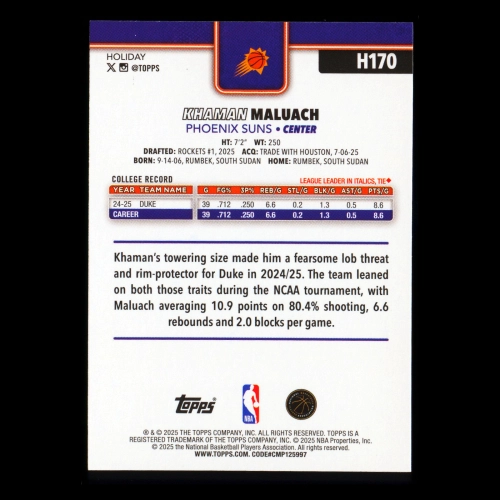 HOLIDAY
X @TOPPS
H170
KHAMAN MALUACH
PHOENIX SUNS • CENTER
HT: 7'2" WT: 250
DRAFTED: ROCKETS #1, 2025 ACQ: TRADE WITH HOUSTON, 7-06-25
BORN: 9-14-06, RUMBEK, SOUTH SUDAN HOME: RUMBEK, SOUTH SUDAN
COLLEGE RECORD LEAGUE LEADER IN ITALICS, TIE♦
YEAR TEAM NAME G FG% 3P% REB/G STL/G BLK/G AST/G PTS/G
24-25 DUKE 39 .712 .250 6.6 0.2 1.3 0.5 8.6
CAREER 39 .712 .250 6.6 0.2 1.3 0.5 8.6
Khaman's towering size made him a fearsome lob threat
and rim-protector for Duke in 2024/25. The team leaned
on both those traits during the NCAA tournament, with
Maluach averaging 10.9 points on 80.4% shooting, 6.6
rebounds and 2.0 blocks per game.
Topps NBA
® & © 2025 THE TOPPS COMPANY, INC. ALL RIGHTS RESERVED. TOPPS IS A
REGISTERED TRADEMARK OF THE TOPPS COMPANY, INC. © 2025 NBA Properties, Inc.
© 2025 the National Basketball Players Association. All rights reserved.
WWW.TOPPS.COM. CODE#CMP125997